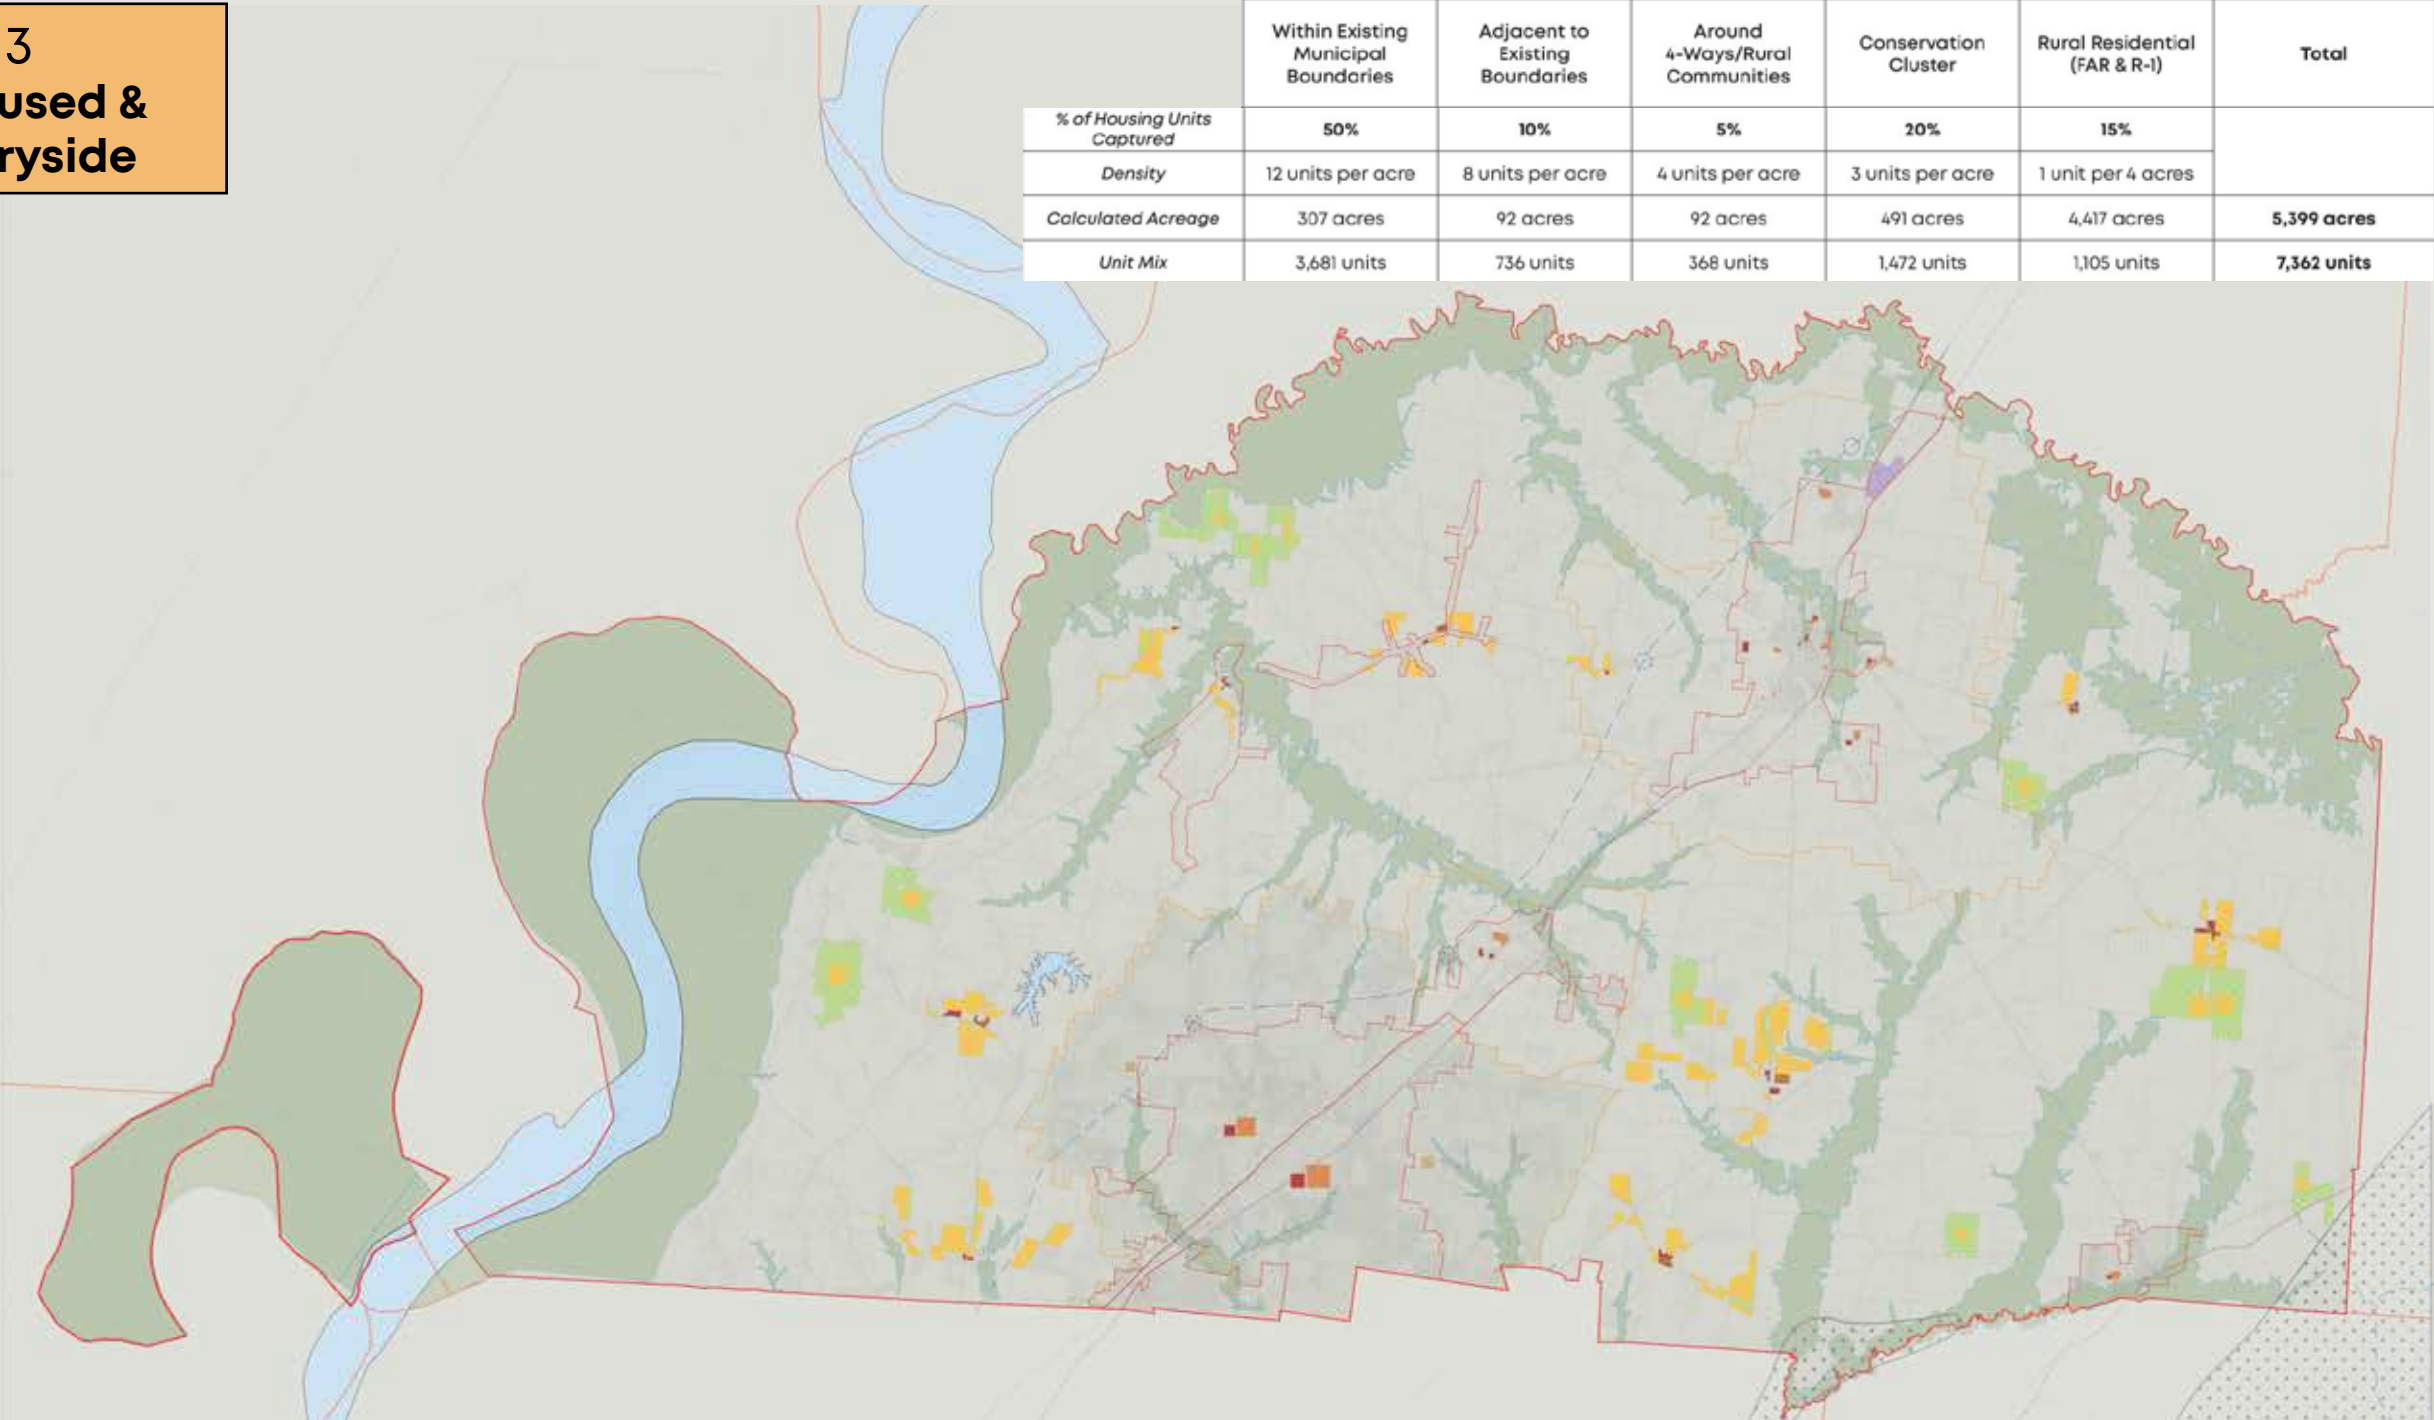 3
used &
ryside
Within Existing
Municipal
Boundaries
Adjacent to
Existing
Boundaries
Around
4-Ways/Rural
Communities
Conservation
Cluster
Rural Residential
(FAR & R-1)
Total
% of Housing Units
Captured
50%
10%
5%
20%
15%
Density
12 units per acre
8 units per acre
4 units per acre
3 units per acre
1 unit per 4 acres
Calculated Acreage
307 acres
92 acres
92 acres
491 acres
4,417 acres
5,399 acres
Unit Mix
3,681 units
736 units
368 units
1,472 units
1,105 units
7,362 units